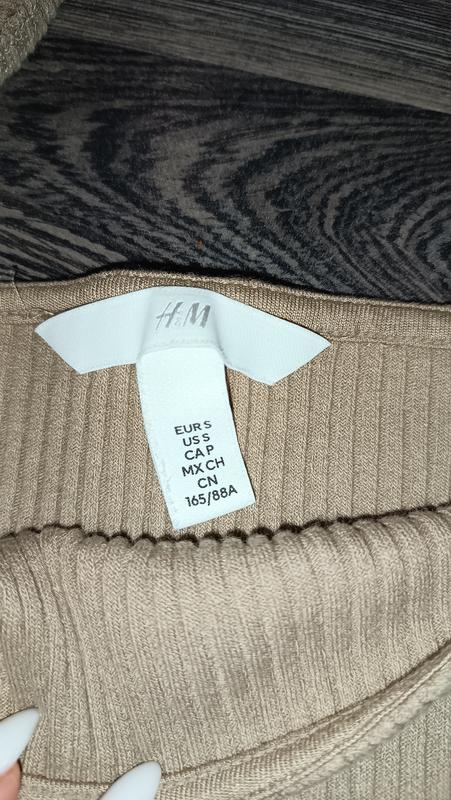 H&M
EUR S
US S
CA P
MX CH
CN
165/88A